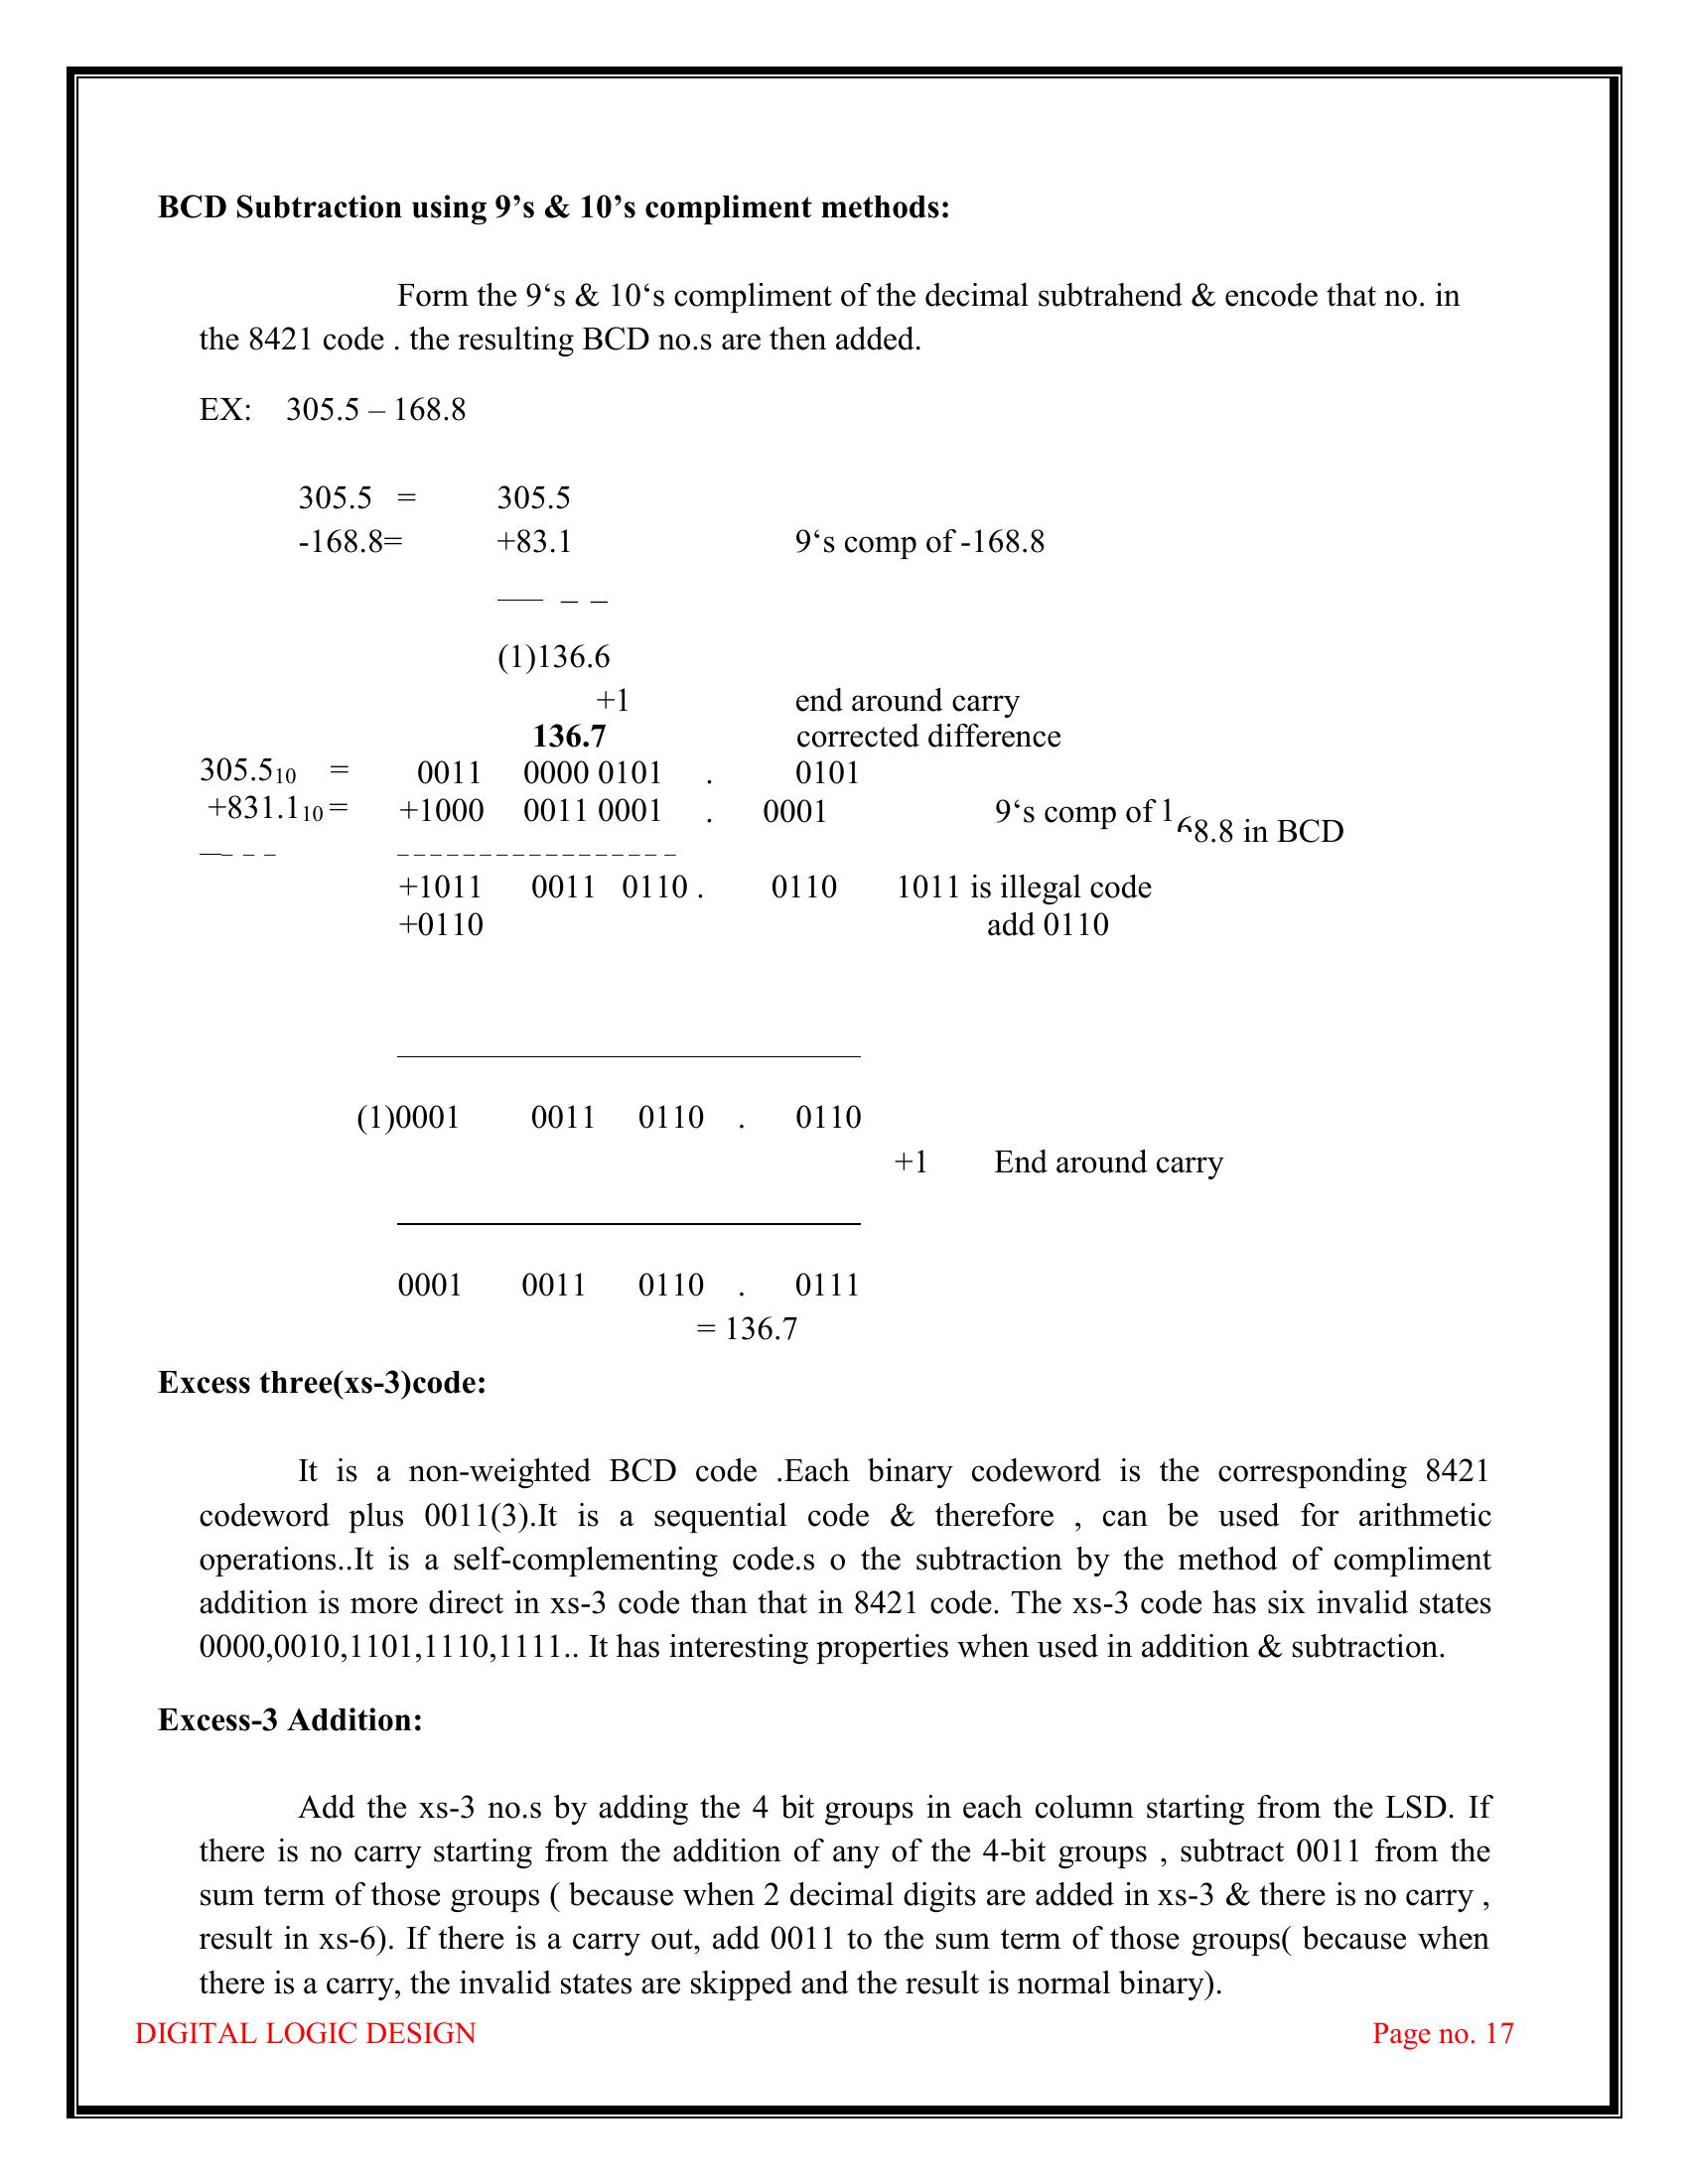 BCD Subtraction using 9’s & 10’s compliment methods:
Form the 9‘s & 10‘s compliment of the decimal subtrahend & encode that no. in
the 8421 code . the resulting BCD no.s are then added.
EX: 305.5 – 168.8
305.5 = 305.5
-168.8= +83.1 9‘s comp of -168.8
(1)136.6
+1 end around carry
136.7 corrected difference
305.510 = 0011 0000 0101 . 0101
+831.110 = +1000 0011 0001 . 0001 9‘s comp of 168.8 in BCD
+1011 0011 0110 . 0110 1011 is illegal code
+0110 add 0110
(1)0001 0011 0110 . 0110
+1 End around carry
0001 0011 0110 . 0111
= 136.7
Excess three(xs-3)code:
It is a non-weighted BCD code .Each binary codeword is the corresponding 8421
codeword plus 0011(3).It is a sequential code & therefore , can be used for arithmetic
operations..It is a self-complementing code.s o the subtraction by the method of compliment
addition is more direct in xs-3 code than that in 8421 code. The xs-3 code has six invalid states
0000,0010,1101,1110,1111.. It has interesting properties when used in addition & subtraction.
Excess-3 Addition:
Add the xs-3 no.s by adding the 4 bit groups in each column starting from the LSD. If
there is no carry starting from the addition of any of the 4-bit groups , subtract 0011 from the
sum term of those groups ( because when 2 decimal digits are added in xs-3 & there is no carry ,
result in xs-6). If there is a carry out, add 0011 to the sum term of those groups( because when
there is a carry, the invalid states are skipped and the result is normal binary).
DIGITAL LOGIC DESIGN Page no. 17